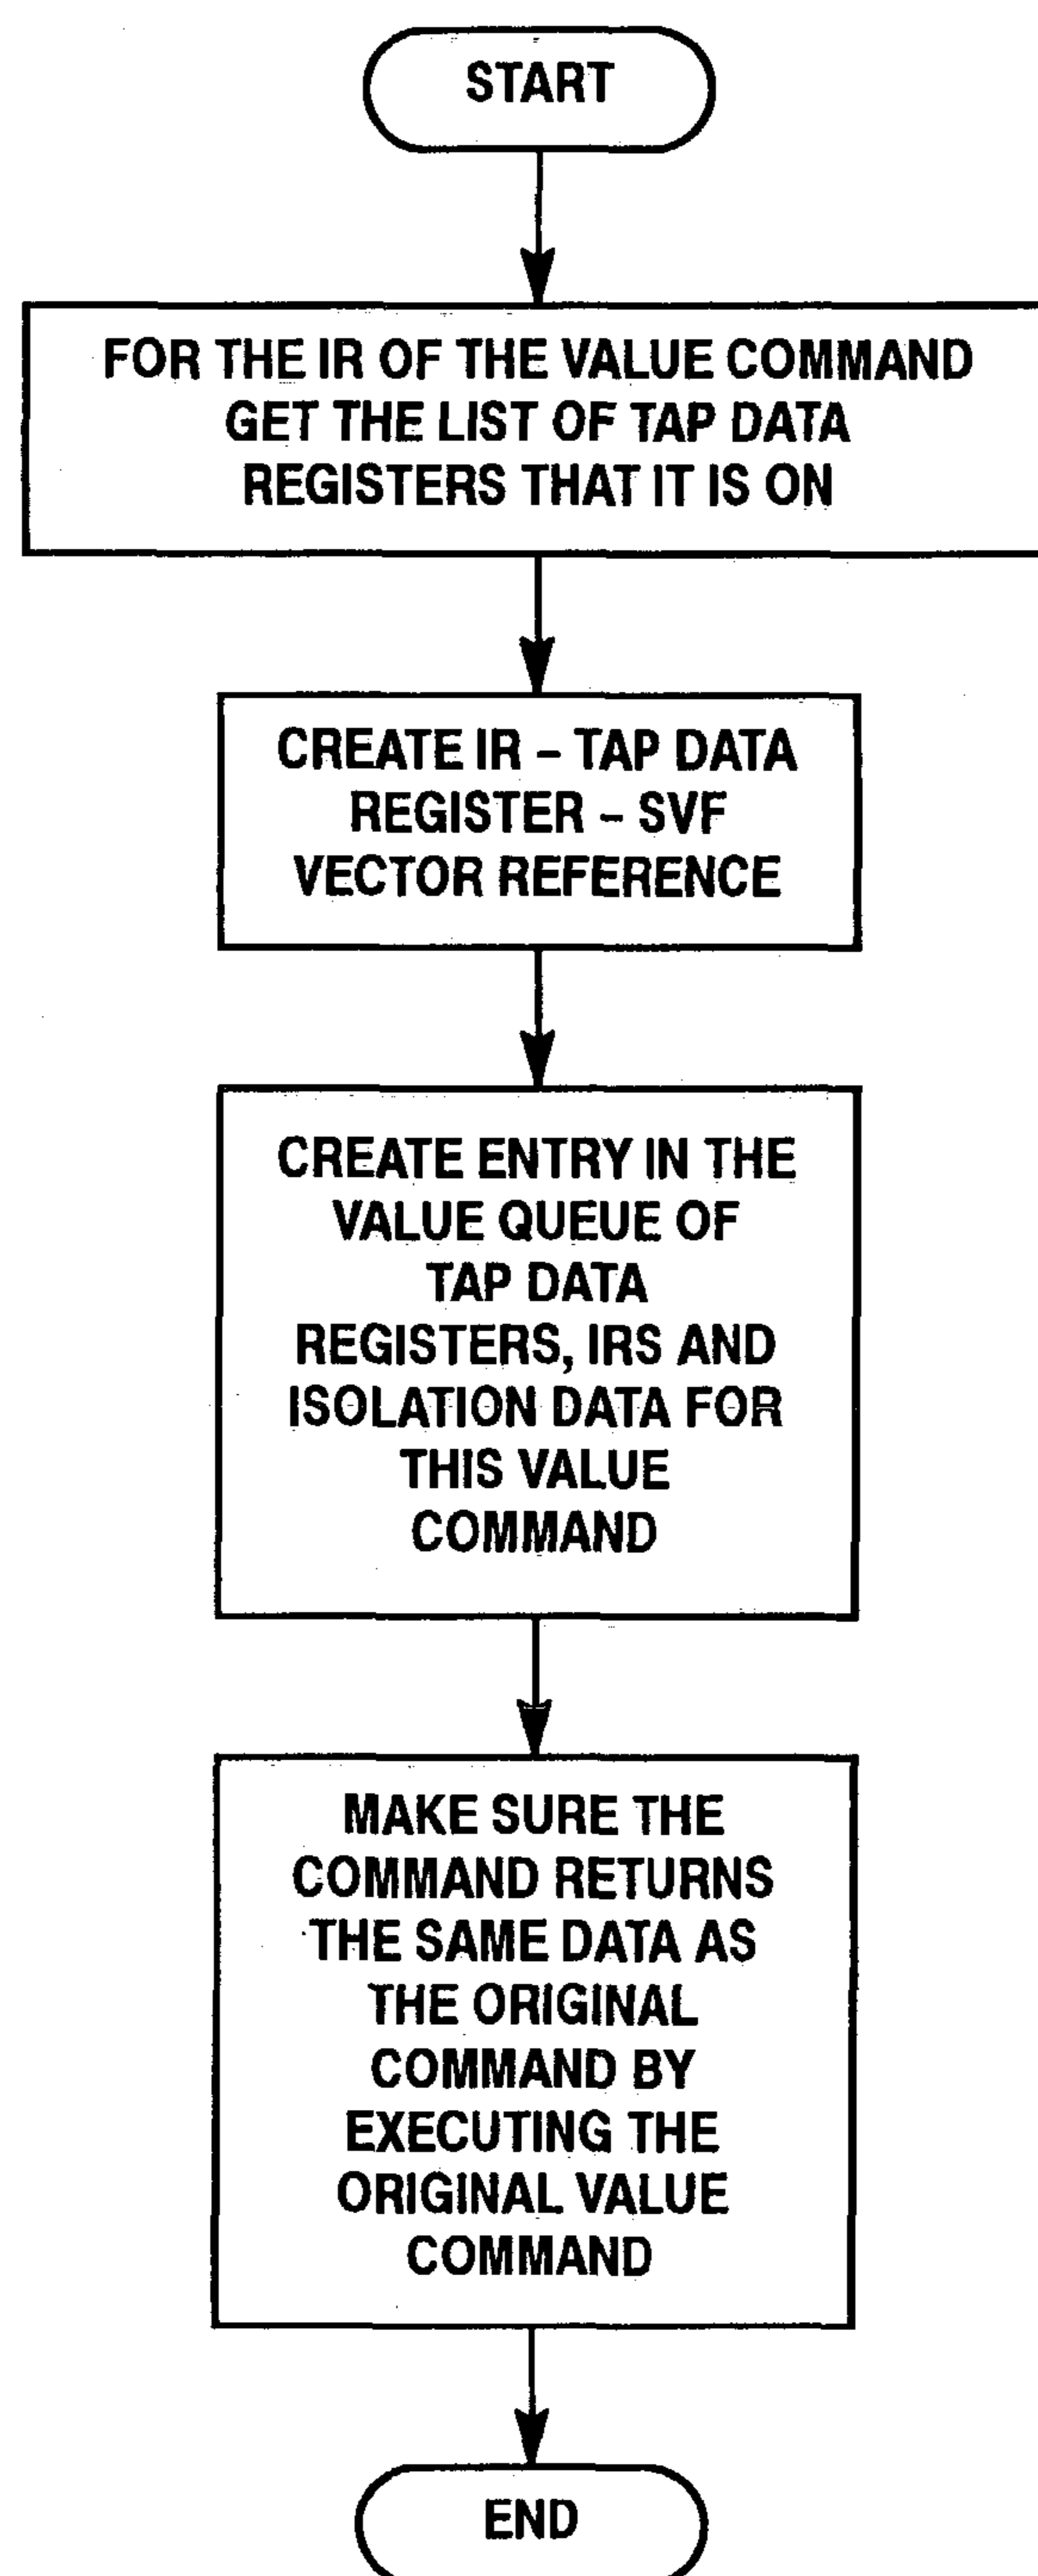 START
FOR THE IR OF THE VALUE COMMAND
GET THE LIST OF TAP DATA
REGISTERS THAT IT IS ON
CREATE IR – TAP DATA
REGISTER – SVF
VECTOR REFERENCE
CREATE ENTRY IN THE
VALUE QUEUE OF
TAP DATA
REGISTERS, IRS AND
ISOLATION DATA FOR
THIS VALUE
COMMAND
MAKE SURE THE
COMMAND RETURNS
THE SAME DATA AS
THE ORIGINAL
COMMAND BY
EXECUTING THE
ORIGINAL VALUE
COMMAND
END